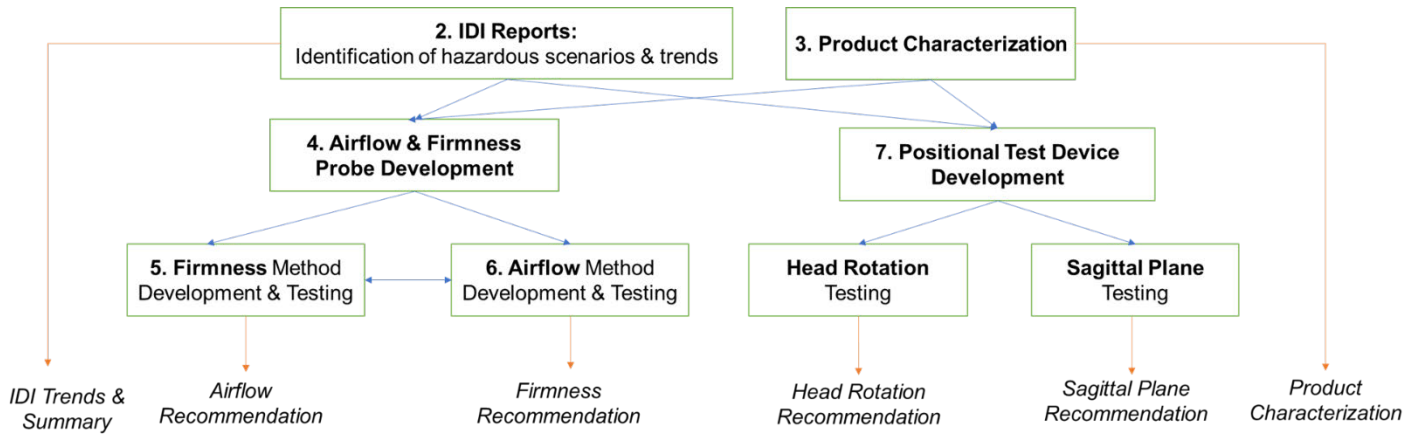 2. IDI Reports:
Identification of hazardous scenarios & trends
3. Product Characterization
4. Airflow & Firmness
Probe Development
7. Positional Test Device
Development
5. Firmness Method
Development & Testing
6. Airflow Method
Development & Testing
Head Rotation
Testing
Sagittal Plane
Testing
IDI Trends &
Summary
Airflow
Recommendation
Firmness
Recommendation
Head Rotation
Recommendation
Sagittal Plane
Recommendation
Product
Characterization